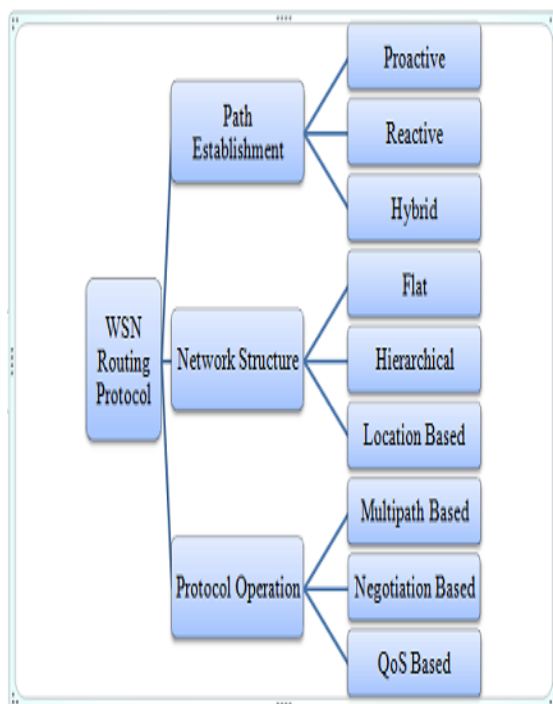 WSN
Routing
Protocol
Path
Establishment
Proactive
Reactive
Hybrid
Network Structure
Flat
Hierarchical
Location Based
Protocol Operation
Multipath Based
Negotiation Based
QoS Based